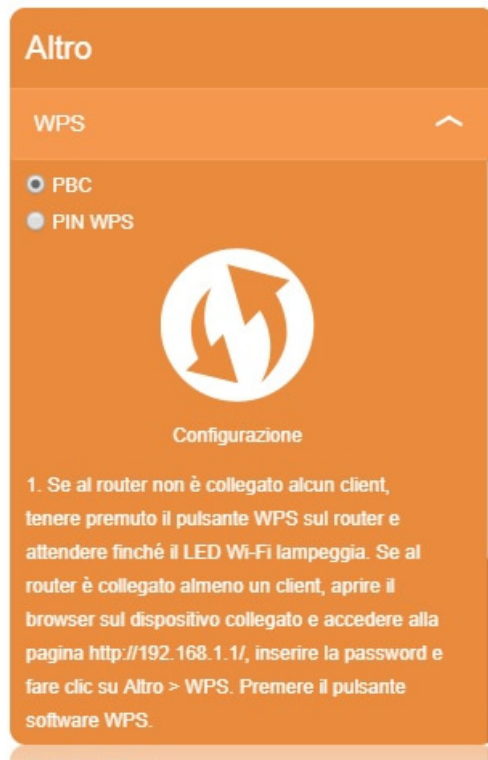 Altro
WPS
PBC
PIN WPS
Configurazione
1. Se al router non è collegato alcun client,
tenere premuto il pulsante WPS sul router e
attendere finché il LED Wi-Fi lampeggia. Se al
router è collegato almeno un client, aprire il
browser sul dispositivo collegato e accedere alla
pagina http://192.168.1.1/, inserire la password e
fare clic su Altro > WPS. Premere il pulsante
software WPS.